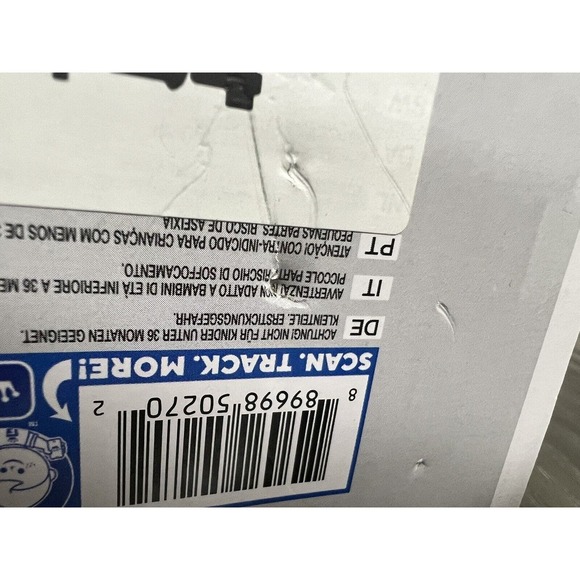 8 89698 50270 2
SCAN. TRACK. MORE!
DE ACHTUNG! NICHT FÜR KINDER UNTER 36 MONATEN GEEIGNET.
KLEINTEILE. ERSTICKUNGSGEFAHR.
IT AVVERTENZA! NON ADATTO A BAMBINI DI ETÀ INFERIORE A 36 ME
PICCOLE PARTI. RISCHIO DI SOFFOCAMENTO.
PT ATENÇÃO! CONTRA-INDICADO PARA CRIANÇAS COM MENOS DE 3
PEQUENAS PARTES. RISCO DE ASFIXIA
TM